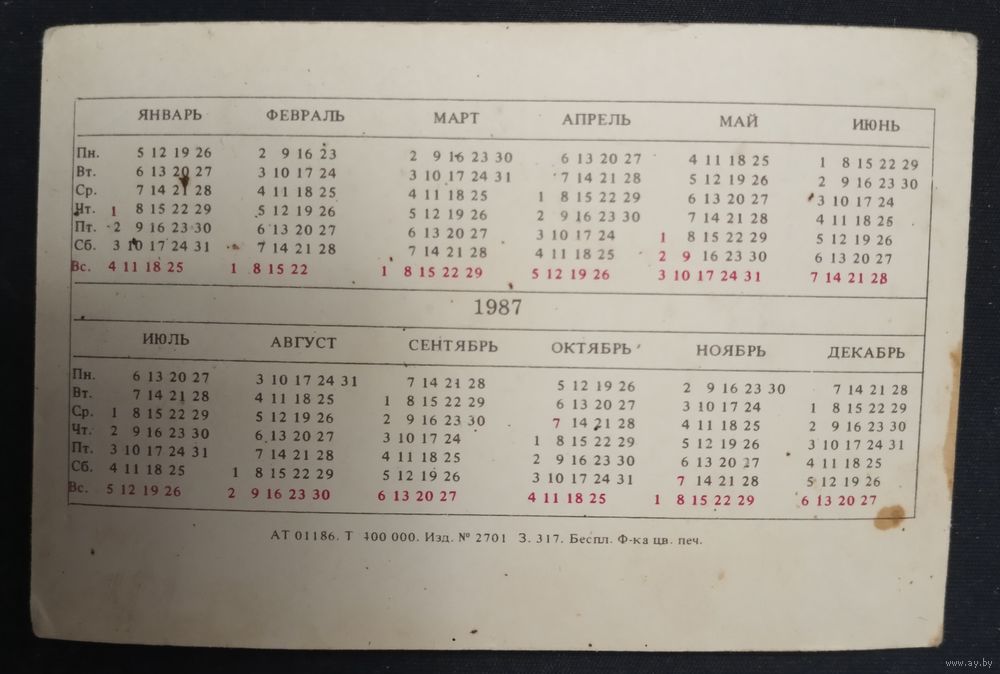 ЯНВАРЬ ФЕВРАЛЬ МАРТ АПРЕЛЬ МАЙ ИЮНЬ
Пн. 5 12 19 26 2 9 16 23 2 9 16 23 30 6 13 20 27 4 11 18 25 1 8 15 22 29
Вт. 6 13 20 27 3 10 17 24 3 10 17 24 31 7 14 21 28 5 12 19 26 2 9 16 23 30
Ср. 7 14 21 28 4 11 18 25 4 11 18 25 1 8 15 22 29 6 13 20 27 3 10 17 24
Чт. 1 8 15 22 29 5 12 19 26 5 12 19 26 2 9 16 23 30 7 14 21 28 4 11 18 25
Пт. 2 9 16 23 30 6 13 20 27 6 13 20 27 3 10 17 24 1 8 15 22 29 5 12 19 26
Сб. 3 10 17 24 31 7 14 21 28 7 14 21 28 4 11 18 25 2 9 16 23 30 6 13 20 27
Вс. 4 11 18 25 1 8 15 22 1 8 15 22 29 5 12 19 26 3 10 17 24 31 7 14 21 28
1987
ИЮЛЬ АВГУСТ СЕНТЯБРЬ ОКТЯБРЬ НОЯБРЬ ДЕКАБРЬ
Пн. 6 13 20 27 3 10 17 24 31 7 14 21 28 5 12 19 26 2 9 16 23 30 7 14 21 28
Вт. 7 14 21 28 4 11 18 25 1 8 15 22 29 6 13 20 27 3 10 17 24 1 8 15 22 29
Ср. 1 8 15 22 29 5 12 19 26 2 9 16 23 30 7 14 21 28 4 11 18 25 2 9 16 23 30
Чт. 2 9 16 23 30 6 13 20 27 3 10 17 24 1 8 15 22 29 5 12 19 26 3 10 17 24 31
Пт. 3 10 17 24 31 7 14 21 28 4 11 18 25 2 9 16 23 30 6 13 20 27 4 11 18 25
Сб. 4 11 18 25 1 8 15 22 29 5 12 19 26 3 10 17 24 31 7 14 21 28 5 12 19 26
Вс. 5 12 19 26 2 9 16 23 30 6 13 20 27 4 11 18 25 1 8 15 22 29 6 13 20 27
АТ 01186. Т 400 000. Изд. № 2701 З. 317. Беспл. Ф-ка цв. печ.
www.ay.by